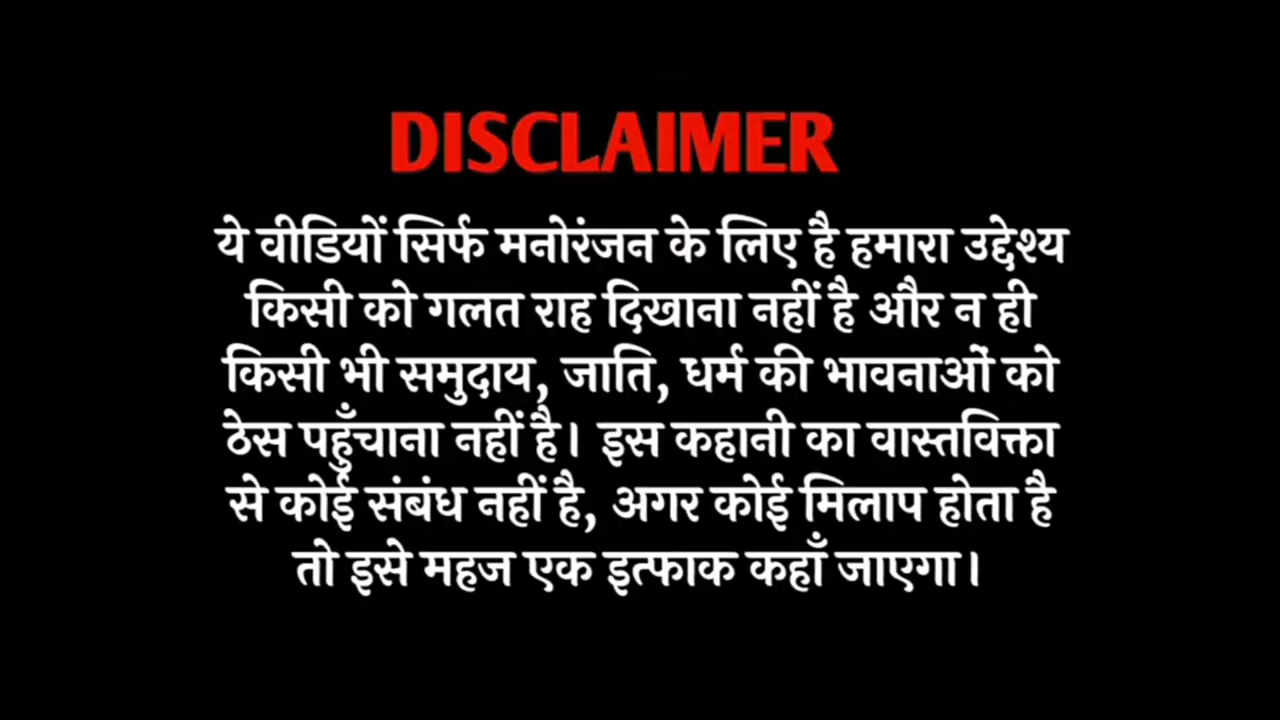 DISCLAIMER
ये वीडियों सिर्फ मनोरंजन के लिए है हमारा उद्देश्य
किसी को गलत राह दिखाना नहीं है और न ही
किसी भी समुदाय, जाति, धर्म की भावनाओं को
ठेस पहुँचाना नहीं है। इस कहानी का वास्तविक्ता
से कोई संबंध नहीं है, अगर कोई मिलाप होता है
तो इसे महज एक इत्फाक कहाँ जाएगा।